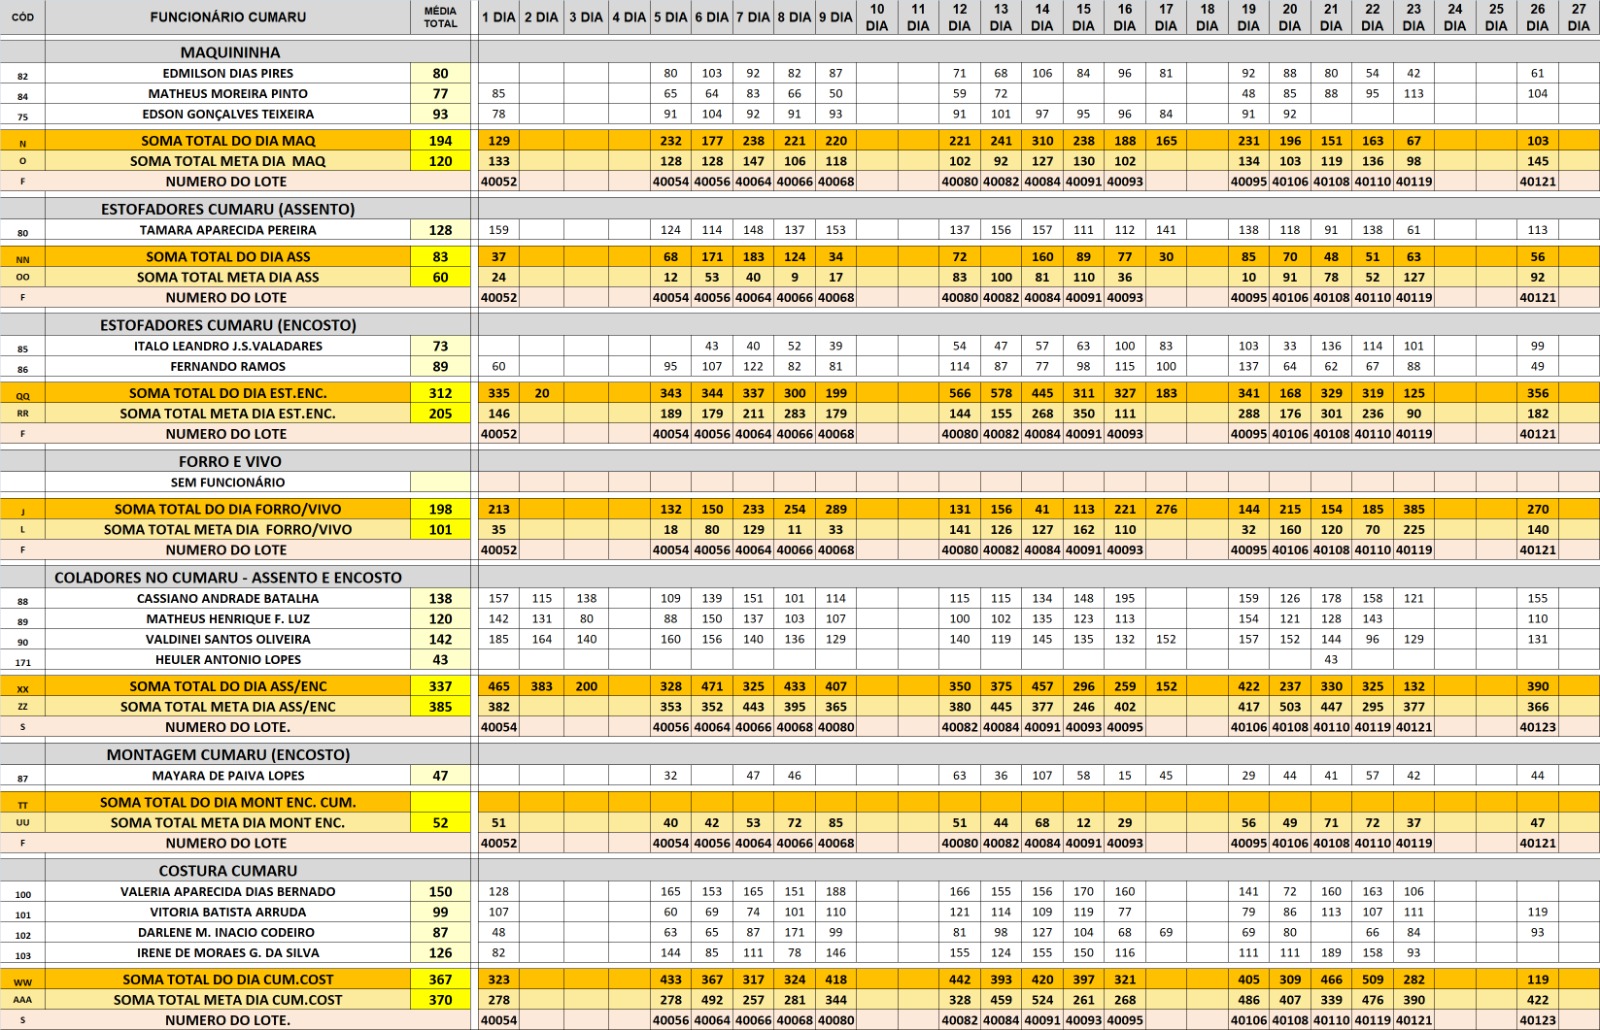 CÓD FUNCIONÁRIO CUMARU MÉDIA TOTAL 1 DIA 2 DIA 3 DIA 4 DIA 5 DIA 6 DIA 7 DIA 8 DIA 9 DIA 10 DIA 11 DIA 12 DIA 13 DIA 14 DIA 15 DIA 16 DIA 17 DIA 18 DIA 19 DIA 20 DIA 21 DIA 22 DIA 23 DIA 24 DIA 25 DIA 26 DIA 27 DIA
MAQUININHA
82 EDMILSON DIAS PIRES 80 80 103 92 82 87 71 68 106 84 96 81 92 88 80 54 42 61
84 MATHEUS MOREIRA PINTO 77 85 65 64 83 66 50 59 72 48 85 88 95 113 104
75 EDSON GONÇALVES TEIXEIRA 93 78 91 104 92 91 93 91 101 97 95 96 84 91 92
N SOMA TOTAL DO DIA MAQ 194 129 232 177 238 221 220 221 241 310 238 188 165 231 196 151 163 67 103
O SOMA TOTAL META DIA MAQ 120 133 128 128 147 106 118 102 92 127 130 102 134 103 119 136 98 145
F NUMERO DO LOTE 40052 40054 40056 40064 40066 40068 40080 40082 40084 40091 40093 40095 40106 40108 40110 40119 40121
ESTOFADORES CUMARU (ASSENTO)
80 TAMARA APARECIDA PEREIRA 128 159 124 114 148 137 153 137 156 157 111 112 141 138 118 91 138 61 113
NN SOMA TOTAL DO DIA ASS 83 37 68 171 183 124 34 72 160 89 77 30 85 70 48 51 63 56
OO SOMA TOTAL META DIA ASS 60 24 12 53 40 9 17 83 100 81 110 36 10 91 78 52 127 92
F NUMERO DO LOTE 40052 40054 40056 40064 40066 40068 40080 40082 40084 40091 40093 40095 40106 40108 40110 40119 40121
ESTOFADORES CUMARU (ENCOSTO)
85 ITALO LEANDRO J.S.VALADARES 73 43 40 52 39 54 47 57 63 100 83 103 33 136 114 101 99
86 FERNANDO RAMOS 89 60 95 107 122 82 81 114 87 77 98 115 100 137 64 62 67 88 49
QQ SOMA TOTAL DO DIA EST.ENC. 312 335 20 343 344 337 300 199 566 578 445 311 327 183 341 168 329 319 125 356
RR SOMA TOTAL META DIA EST.ENC. 205 146 189 179 211 283 179 144 155 268 350 111 288 176 301 236 90 182
F NUMERO DO LOTE 40052 40054 40056 40064 40066 40068 40080 40082 40084 40091 40093 40095 40106 40108 40110 40119 40121
FORRO E VIVO
SEM FUNCIONÁRIO
J SOMA TOTAL DO DIA FORRO/VIVO 198 213 132 150 233 254 289 131 156 41 113 221 276 144 215 154 185 385 270
L SOMA TOTAL META DIA FORRO/VIVO 101 35 18 80 129 11 33 141 126 127 162 110 32 160 120 70 225 140
F NUMERO DO LOTE 40052 40054 40056 40064 40066 40068 40080 40082 40084 40091 40093 40095 40106 40108 40110 40119 40121
COLADORES NO CUMARU - ASSENTO E ENCOSTO
88 CASSIANO ANDRADE BATALHA 138 157 115 138 109 139 151 101 114 115 115 134 148 195 159 126 178 158 121 155
89 MATHEUS HENRIQUE F. LUZ 120 142 131 80 88 150 137 103 107 100 102 135 123 113 154 121 128 143 110
90 VALDINEI SANTOS OLIVEIRA 142 185 164 140 160 156 140 136 129 140 119 145 135 132 152 157 152 144 96 129 131
171 HEULER ANTONIO LOPES 43 43
XX SOMA TOTAL DO DIA ASS/ENC 337 465 383 200 328 471 325 433 407 350 375 457 296 259 152 422 237 330 325 132 390
ZZ SOMA TOTAL META DIA ASS/ENC 385 382 353 352 443 395 365 380 445 377 246 402 417 503 447 295 377 366
S NUMERO DO LOTE. 40054 40056 40064 40066 40068 40080 40082 40084 40091 40093 40095 40106 40108 40110 40119 40121 40123
MONTAGEM CUMARU (ENCOSTO)
87 MAYARA DE PAIVA LOPES 47 32 47 46 63 36 107 58 15 45 29 44 41 57 42 44
TT SOMA TOTAL DO DIA MONT ENC. CUM.
UU SOMA TOTAL META DIA MONT ENC. 52 51 40 42 53 72 85 51 44 68 12 29 56 49 71 72 37 47
F NUMERO DO LOTE 40052 40054 40056 40064 40066 40068 40080 40082 40084 40091 40093 40095 40106 40108 40110 40119 40121
COSTURA CUMARU
100 VALERIA APARECIDA DIAS BERNADO 150 128 165 153 165 151 188 166 155 156 170 160 141 72 160 163 106
101 VITORIA BATISTA ARRUDA 99 107 60 69 74 101 110 121 114 109 119 77 79 86 113 107 111 119
102 DARLENE M. INACIO CODEIRO 87 48 63 65 87 171 99 81 98 127 104 68 69 69 80 66 84 93
103 IRENE DE MORAES G. DA SILVA 126 82 144 85 111 78 146 155 124 155 150 116 111 111 189 158 93
WW SOMA TOTAL DO DIA CUM.COST 367 323 433 367 317 324 418 442 393 420 397 321 405 309 466 509 282 119
AAA SOMA TOTAL META DIA CUM.COST 370 278 278 492 257 281 344 328 459 524 261 268 486 407 339 476 390 422
S NUMERO DO LOTE. 40054 40056 40064 40066 40068 40080 40082 40084 40091 40093 40095 40106 40108 40110 40119 40121 40123